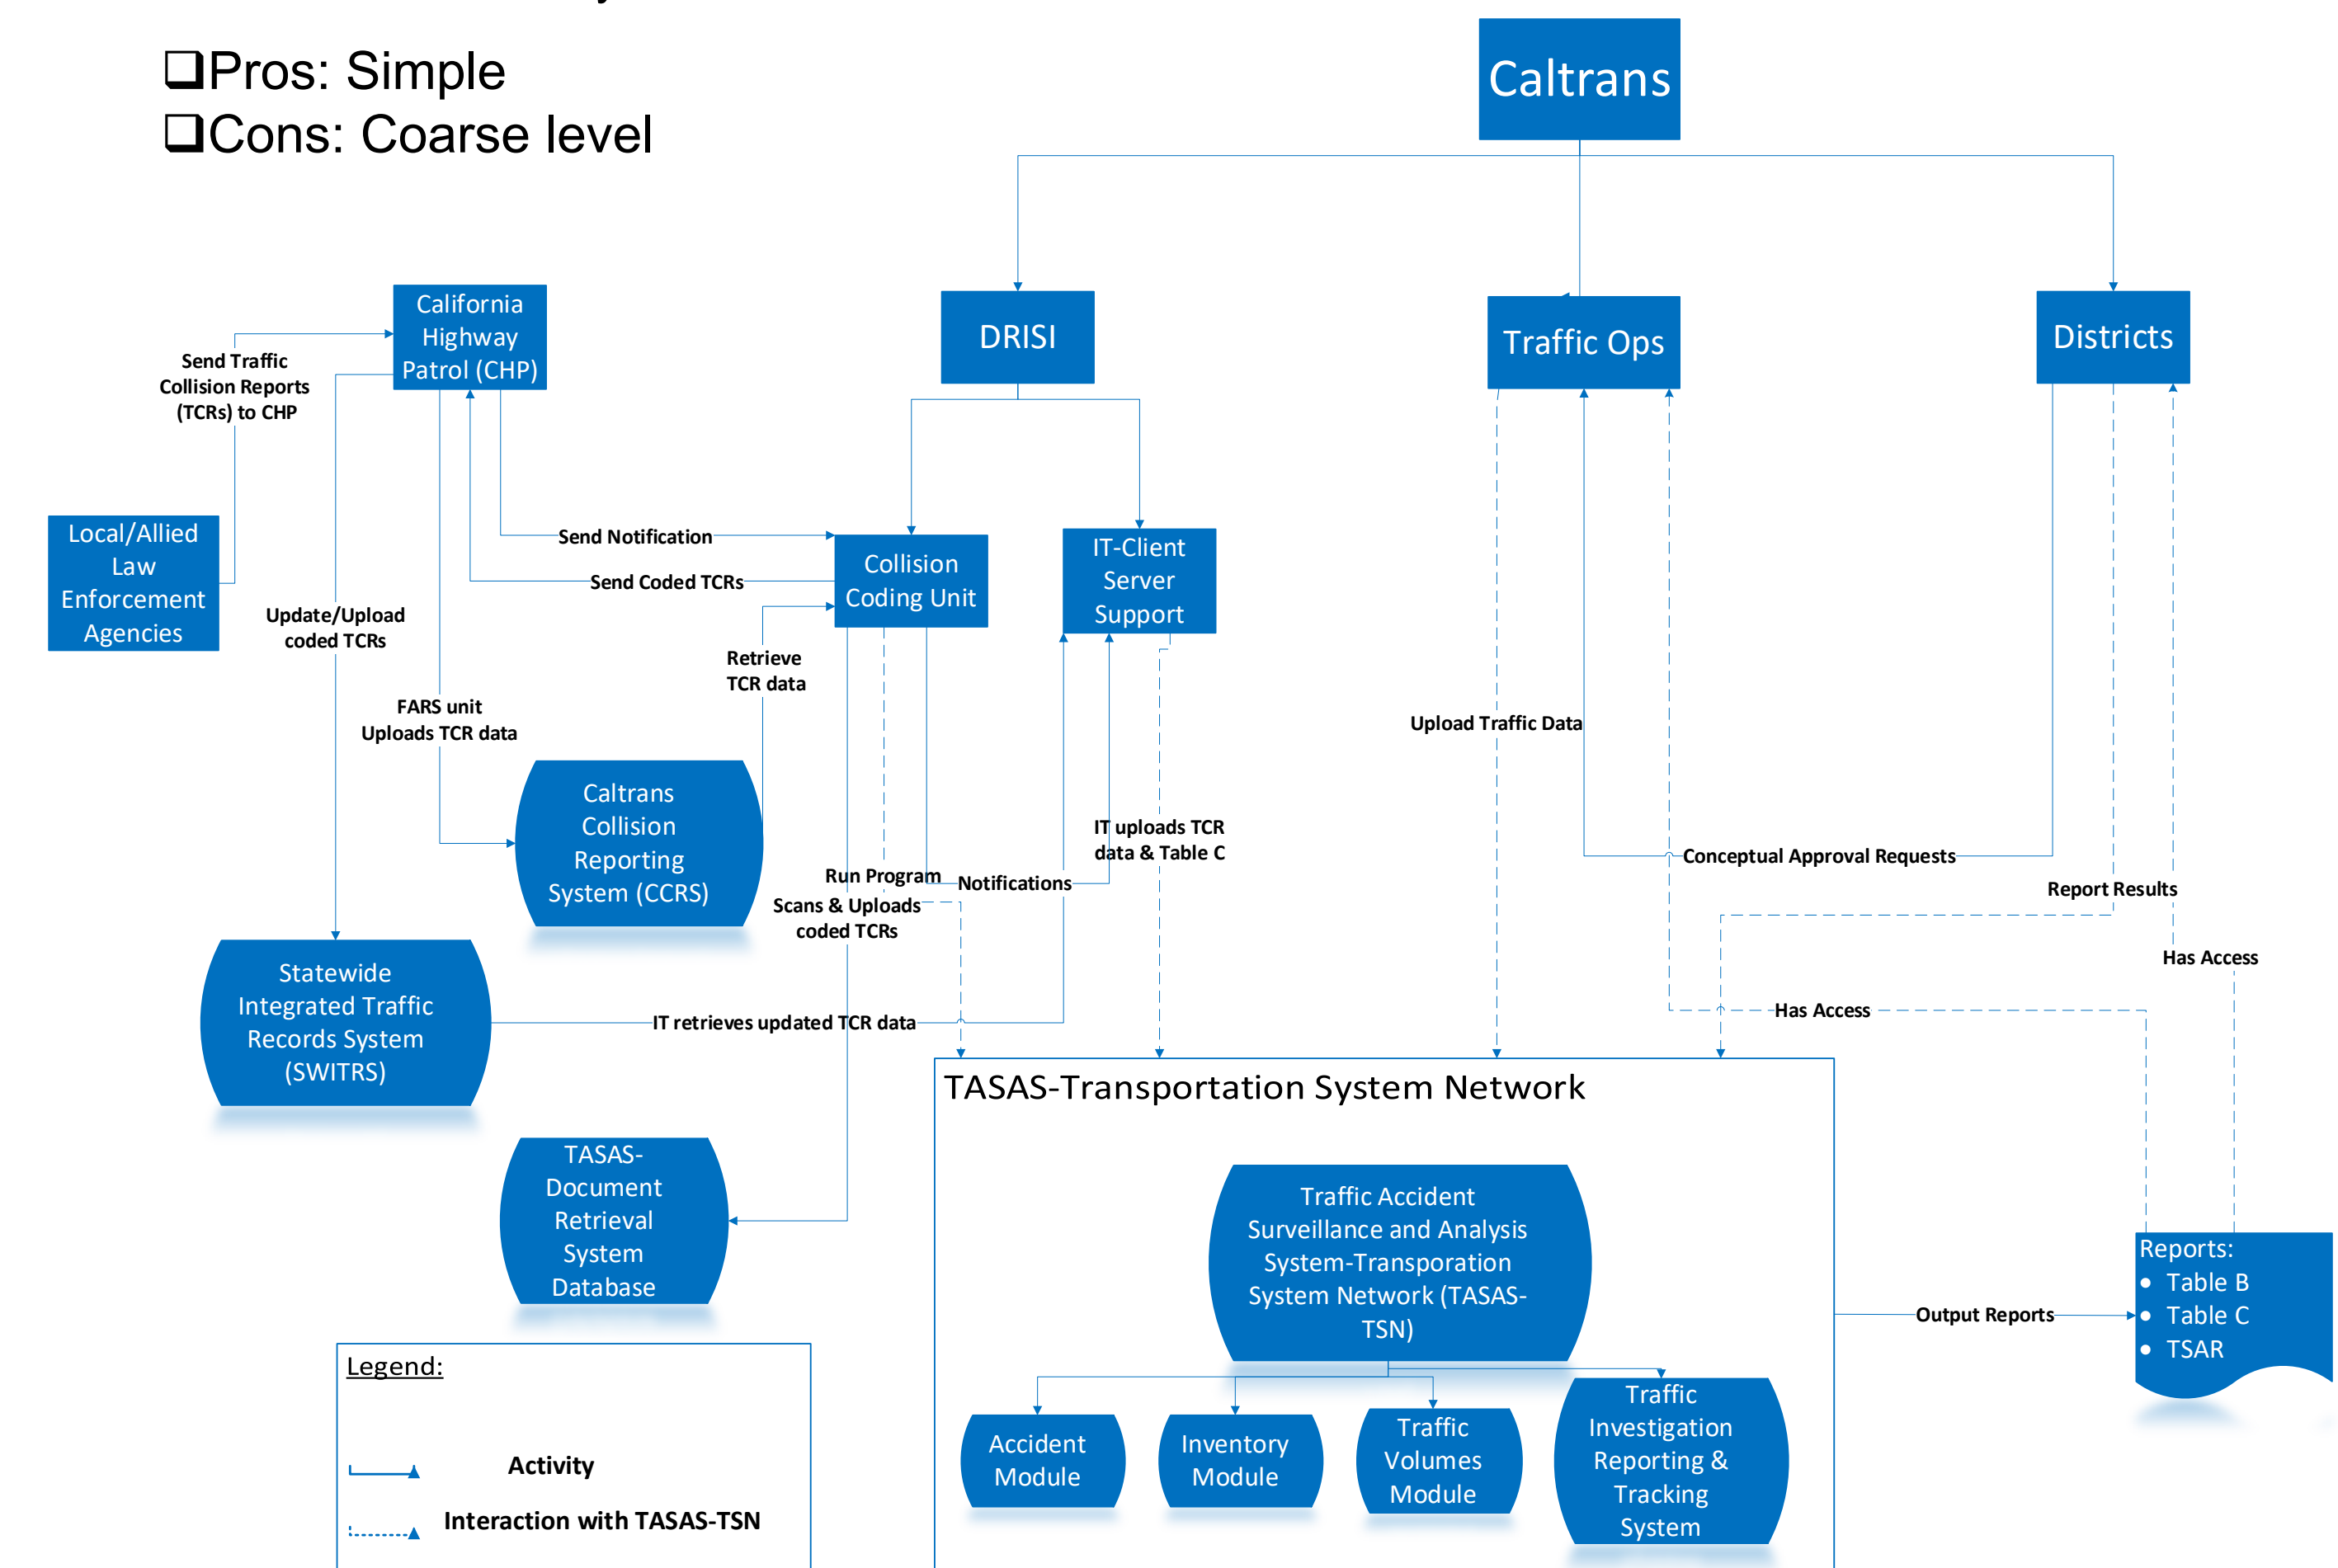 ❑Pros: Simple
❑Cons: Coarse level
Caltrans
California
Highway
Patrol (CHP)
DRISI
Traffic Ops
Districts
Send Traffic
Collision Reports
(TCRs) to CHP
Local/Allied
Law
Enforcement
Agencies
Send Notification
Send Coded TCRs
Collision
Coding Unit
IT-Client
Server
Support
Update/Upload
coded TCRs
Retrieve
TCR data
FARS unit
Uploads TCR data
Upload Traffic Data
Caltrans
Collision
Reporting
System (CCRS)
IT uploads TCR
data & Table C
Conceptual Approval Requests
Run Program
Notifications
Report Results
Scans & Uploads
coded TCRs
Has Access
Statewide
Integrated Traffic
Records System
(SWITRS)
IT retrieves updated TCR data
Has Access
TASAS-Transportation System Network
TASAS-
Document
Retrieval
System
Database
Traffic Accident
Surveillance and Analysis
System-Transporation
System Network (TASAS-
TSN)
Reports:
• Table B
• Table C
• TSAR
Output Reports
Accident
Module
Inventory
Module
Traffic
Volumes
Module
Traffic
Investigation
Reporting &
Tracking
System
Legend:
Activity
Interaction with TASAS-TSN